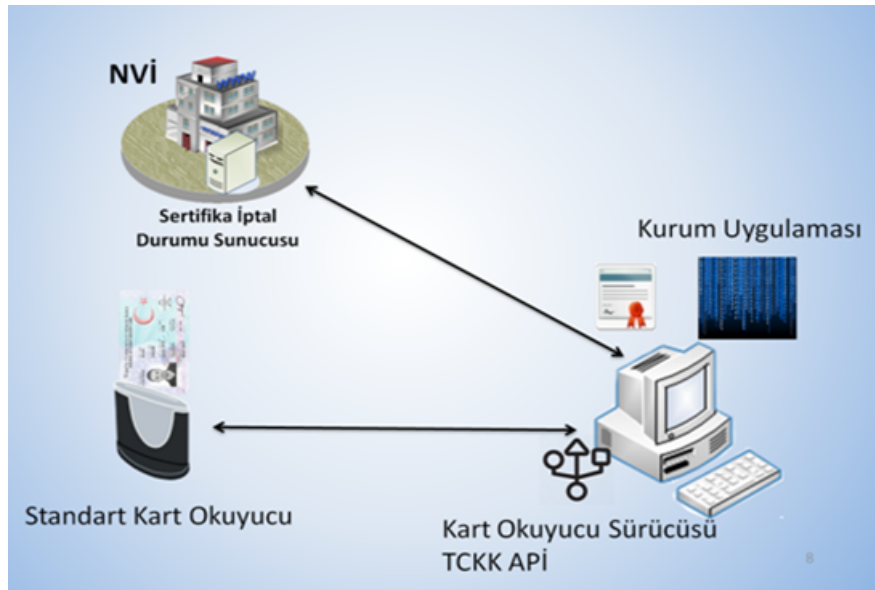 NVİ
Sertifika İptal
Durumu Sunucusu
Kurum Uygulaması
Standart Kart Okuyucu
Kart Okuyucu Sürücüsü
TCKK APİ
8